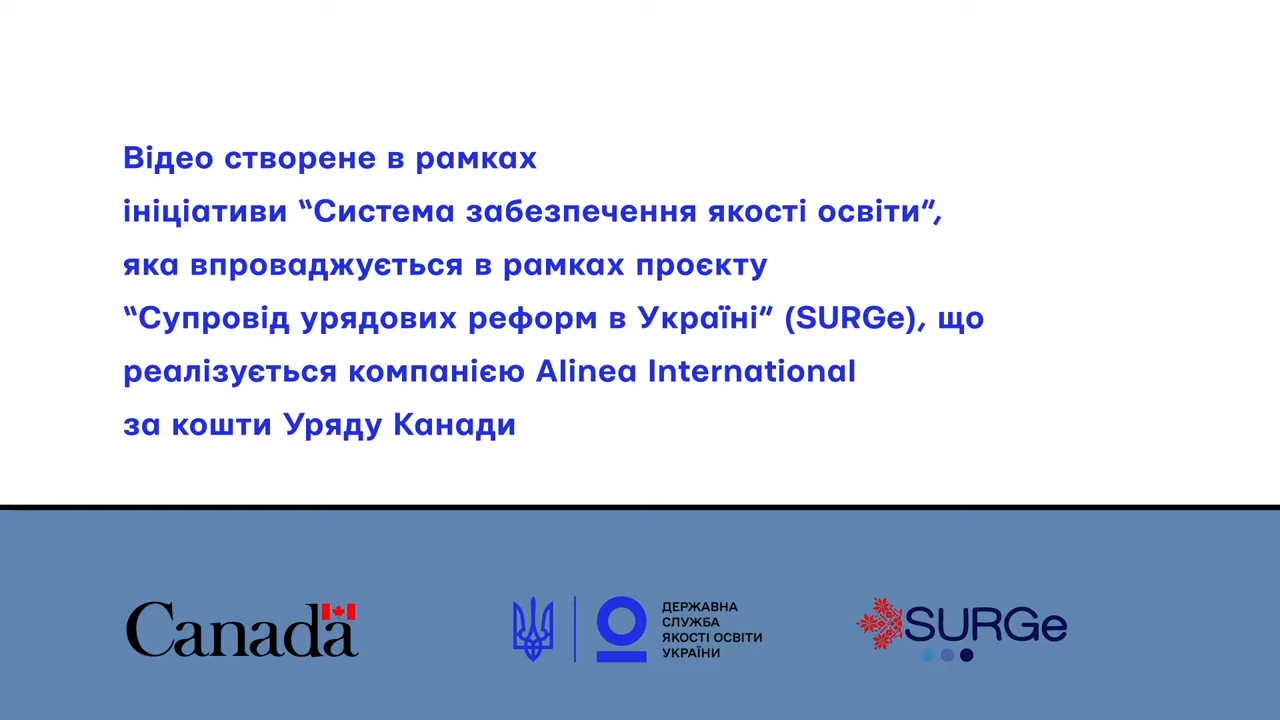 Відео створене в рамках
ініціативи “Система забезпечення якості освіти”,
яка впроваджується в рамках проєкту
“Супровід урядових реформ в Україні” (SURGe), що
реалізується компанією Alinea International
за кошти Уряду Канади
Canada
ДЕРЖАВНА
СЛУЖБА
ЯКОСТІ ОСВІТИ
УКРАЇНИ
SURGe